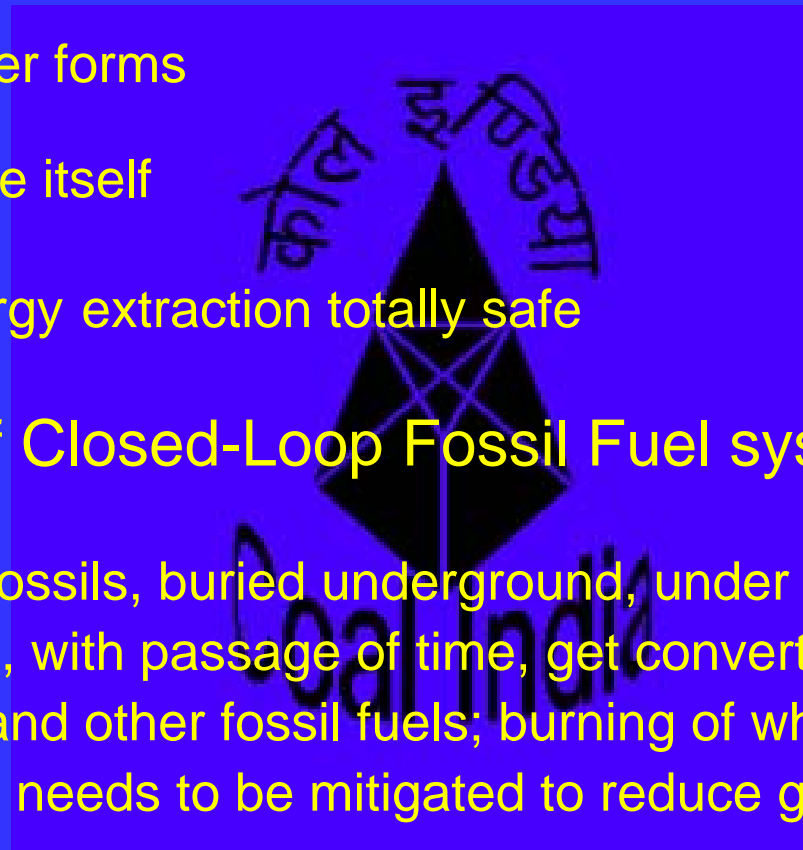 er forms
कोल इण्डिया
e itself
rgy extraction totally safe
f Closed-Loop Fossil Fuel sys
ossils, buried underground, under
, with passage of time, get convert
and other fossil fuels; burning of wh
needs to be mitigated to reduce g
Coal India